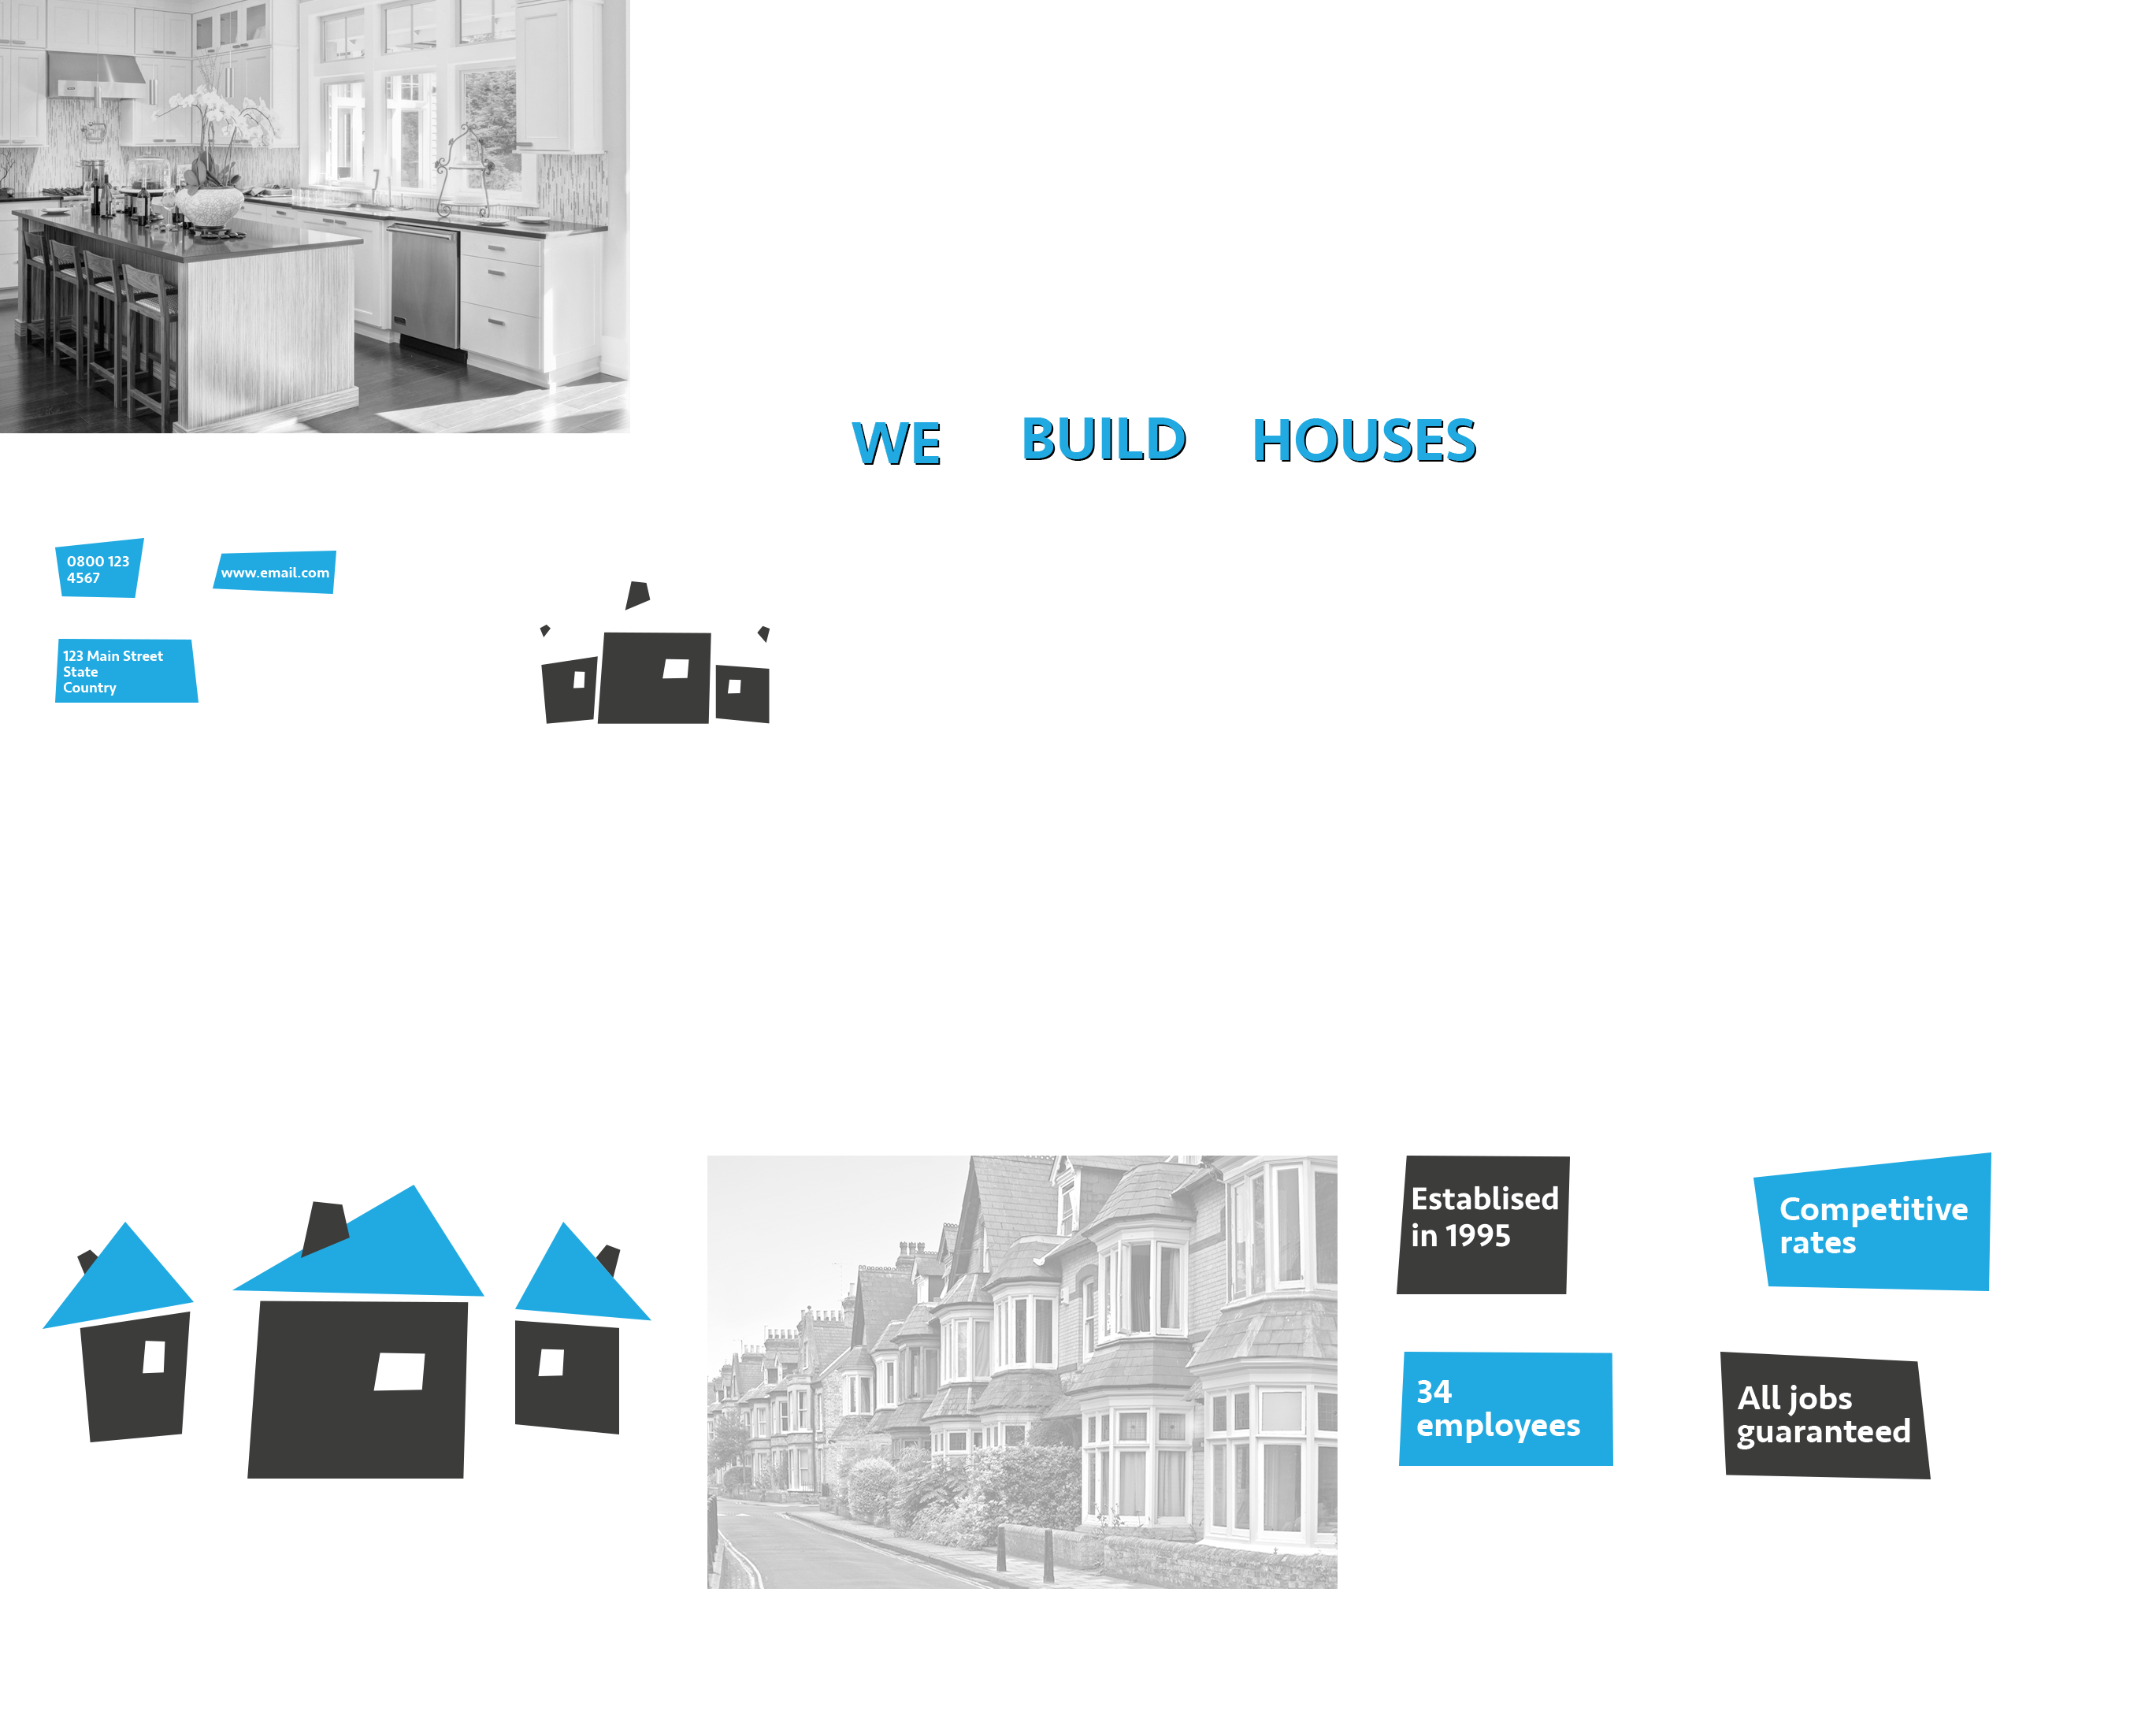 WE BUILD HOUSES
0800 123
4567
www.email.com
123 Main Street
State
Country
Establised
in 1995
Competitive
rates
34
employees
All jobs
guaranteed